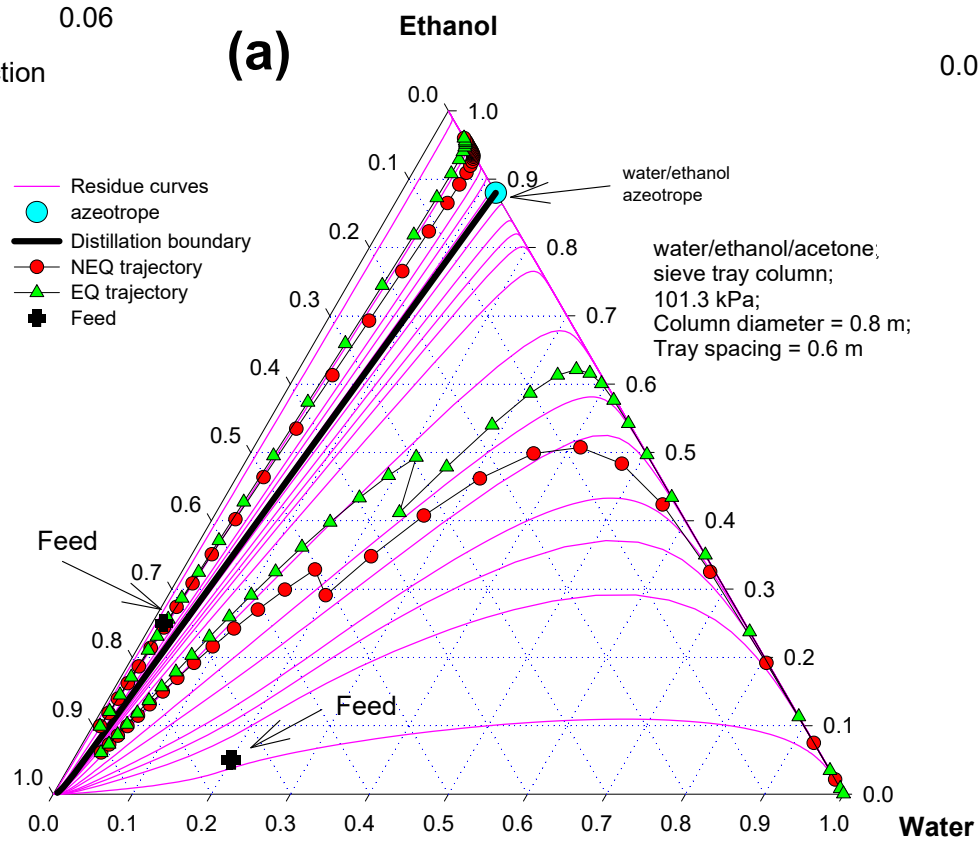 0.06
Ethanol
(a)
ction
0.0
0.0
1.0
0.1
0.9
water/ethanol
azeotrope
Residue curves
azeotrope
Distillation boundary
NEQ trajectory
EQ trajectory
Feed
0.2
0.8
water/ethanol/acetone;
sieve tray column;
101.3 kPa;
Column diameter = 0.8 m;
Tray spacing = 0.6 m
0.3
0.7
0.4
0.6
0.5
0.5
0.6
0.4
Feed
0.7
0.3
0.8
0.2
Feed
0.9
0.1
1.0
0.0
0.0
0.1
0.2
0.3
0.4
0.5
0.6
0.7
0.8
0.9
1.0
Water